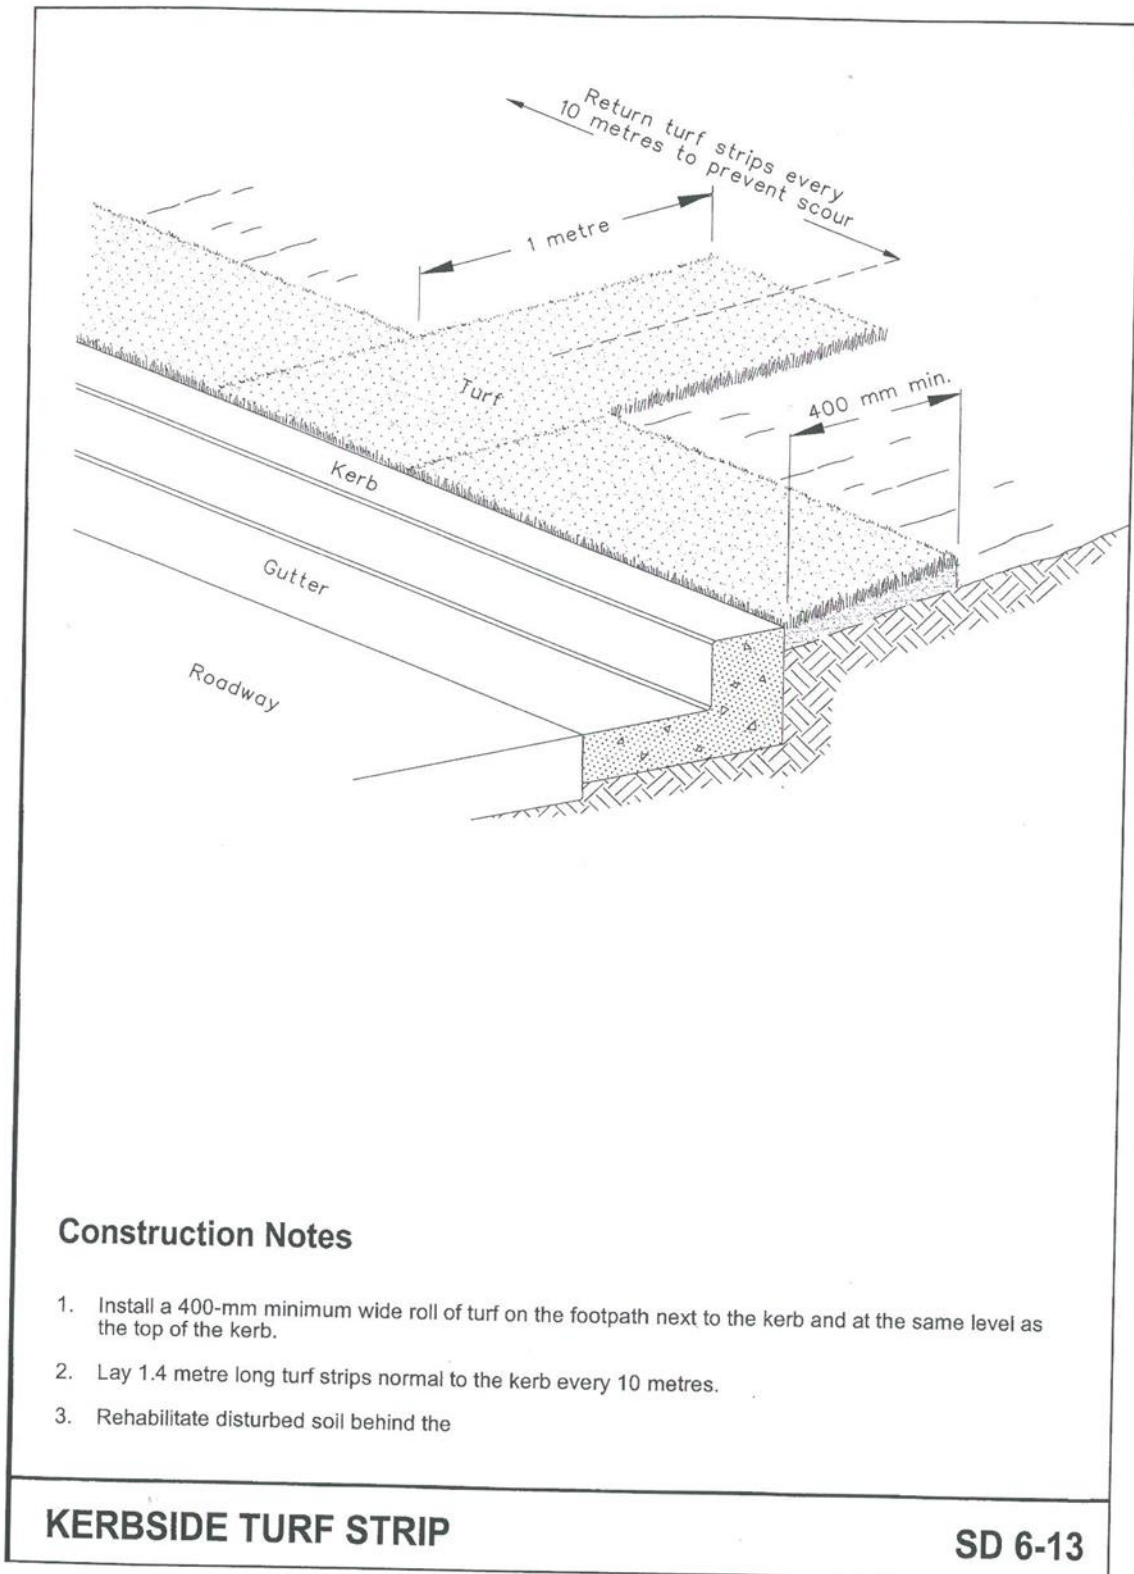 Return turf strips every
10 metres to prevent scour
1 metre
Turf
400 mm min.
Kerb
Gutter
Roadway
Construction Notes
1. Install a 400-mm minimum wide roll of turf on the footpath next to the kerb and at the same level as
the top of the kerb.
2. Lay 1.4 metre long turf strips normal to the kerb every 10 metres.
3. Rehabilitate disturbed soil behind the
KERBSIDE TURF STRIP
SD 6-13